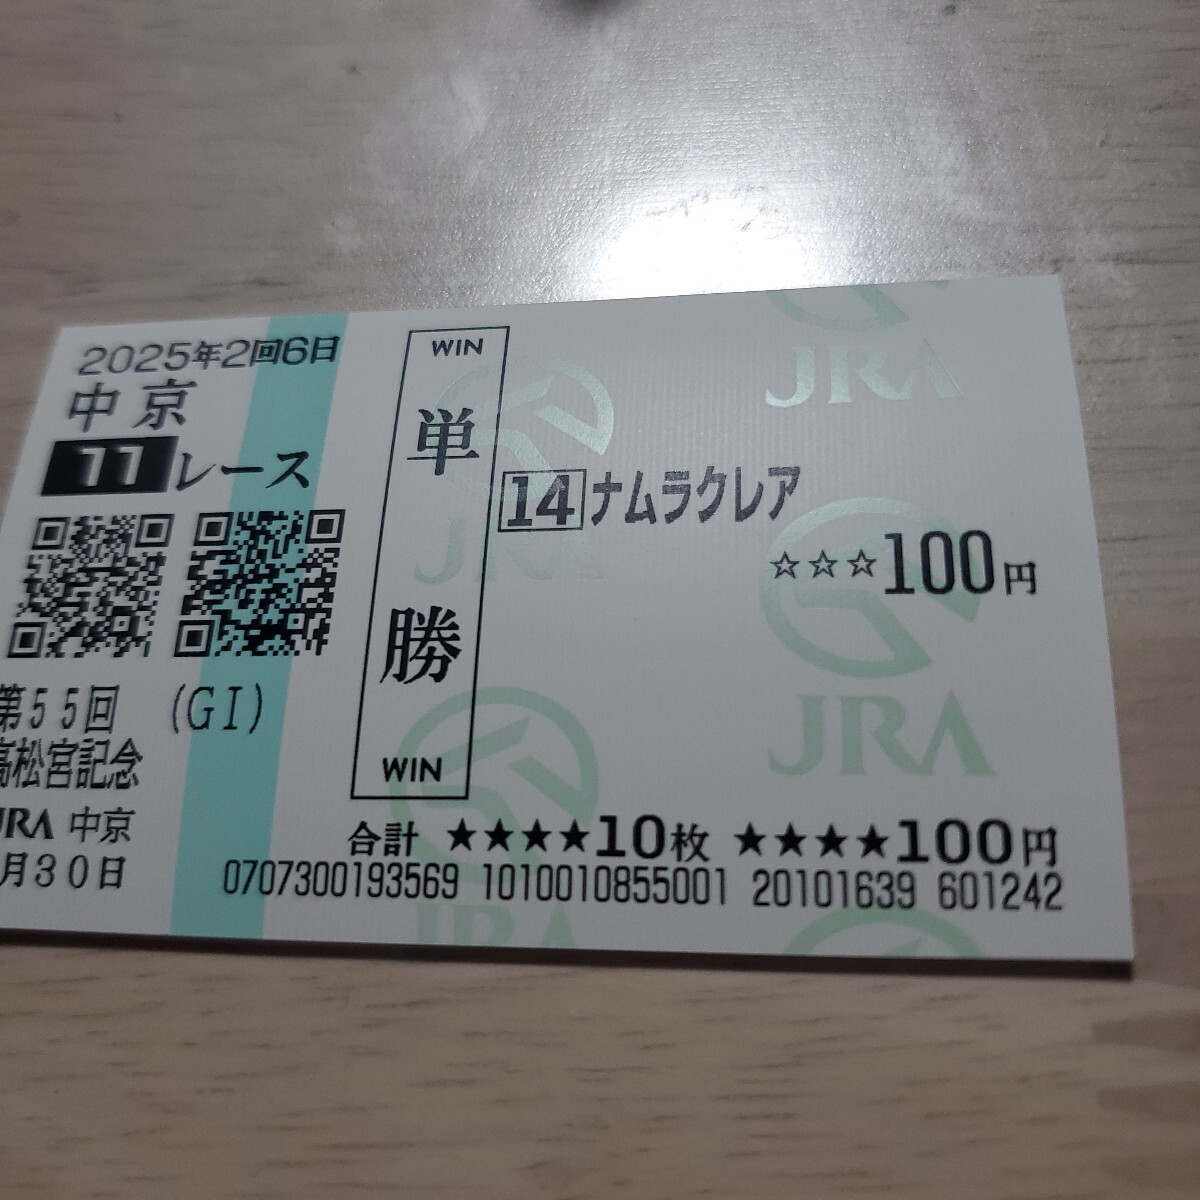 2025年2回6日
中京
11レース
第55回 (GI)
高松宮記念
JRA 中京
月30日
WIN
単勝
WIN
14 ナムラクレア
☆☆☆100円
合計 ★★★★10枚 ★★★★100円
0707300193569 1010010855001 20101639 601242
JRA
JRA
JRA
JRA